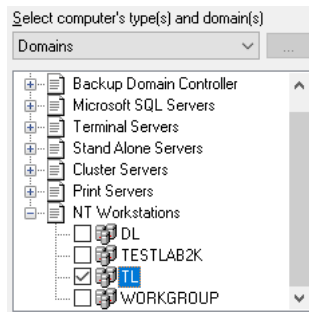 Select computer's type(s) and domain(s)
Domains
...
Backup Domain Controller
Microsoft SQL Servers
Terminal Servers
Stand Alone Servers
Cluster Servers
Print Servers
NT Workstations
DL
TESTLAB2K
TL
WORKGROUP